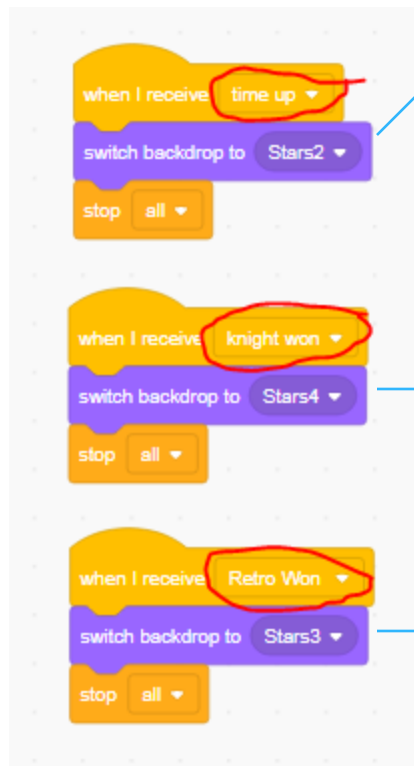 when I receive time up
switch backdrop to Stars2
stop all
when I receive knight won
switch backdrop to Stars4
stop all
when I receive Retro Won
switch backdrop to Stars3
stop all